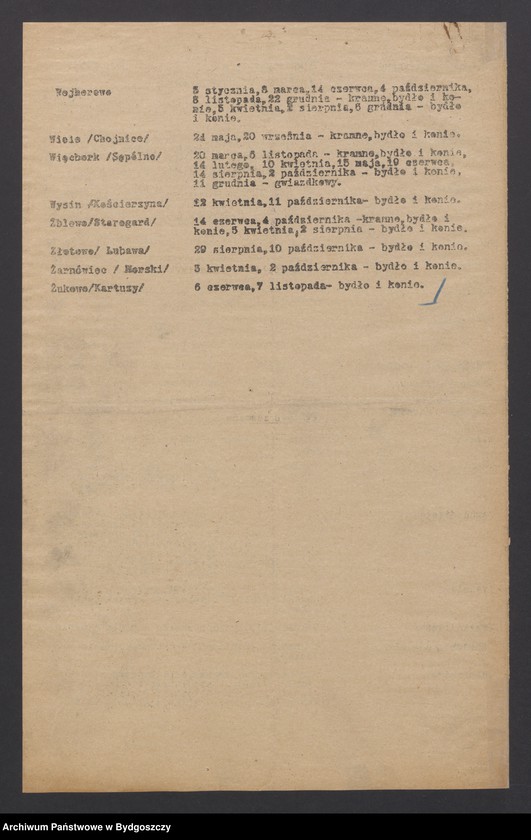 Wejherowo 3 stycznia, 8 marca, 14 czerwca, 4 października,
8 listopada, 22 grudnia - kramne, bydło i ko-
nie, 5 kwietnia, 2 sierpnia, 6 grudnia - bydło
i konie.
Wiele /Chojnice/ 24 maja, 20 września - kramne, bydło i konie.
Więcbork /Sępólno/ 20 marca, 6 listopada - kramne, bydło i konie,
14 lutego, 10 kwietnia, 15 maja, 19 czerwca,
14 sierpnia, 2 października - bydło i konie,
11 grudnia - gwiazdkowy.
Wysin /Kościerzyna/ 12 kwietnia, 11 października- bydło i konie.
Zblewo/Starogard/ 14 czerwca, 4 października -kramne, bydło i
konie, 5 kwietnia, 2 sierpnia - bydło i konie.
Złotowo/ Lubawa/ 29 sierpnia, 10 października - bydło i konie.
Żarnówiec / Morski/ 3 kwietnia, 2 października - bydło i konie.
Żukowo/Kartuzy/ 6 czerwca, 7 listopada- bydło i konie.
Archiwum Państwowe w Bydgoszczy